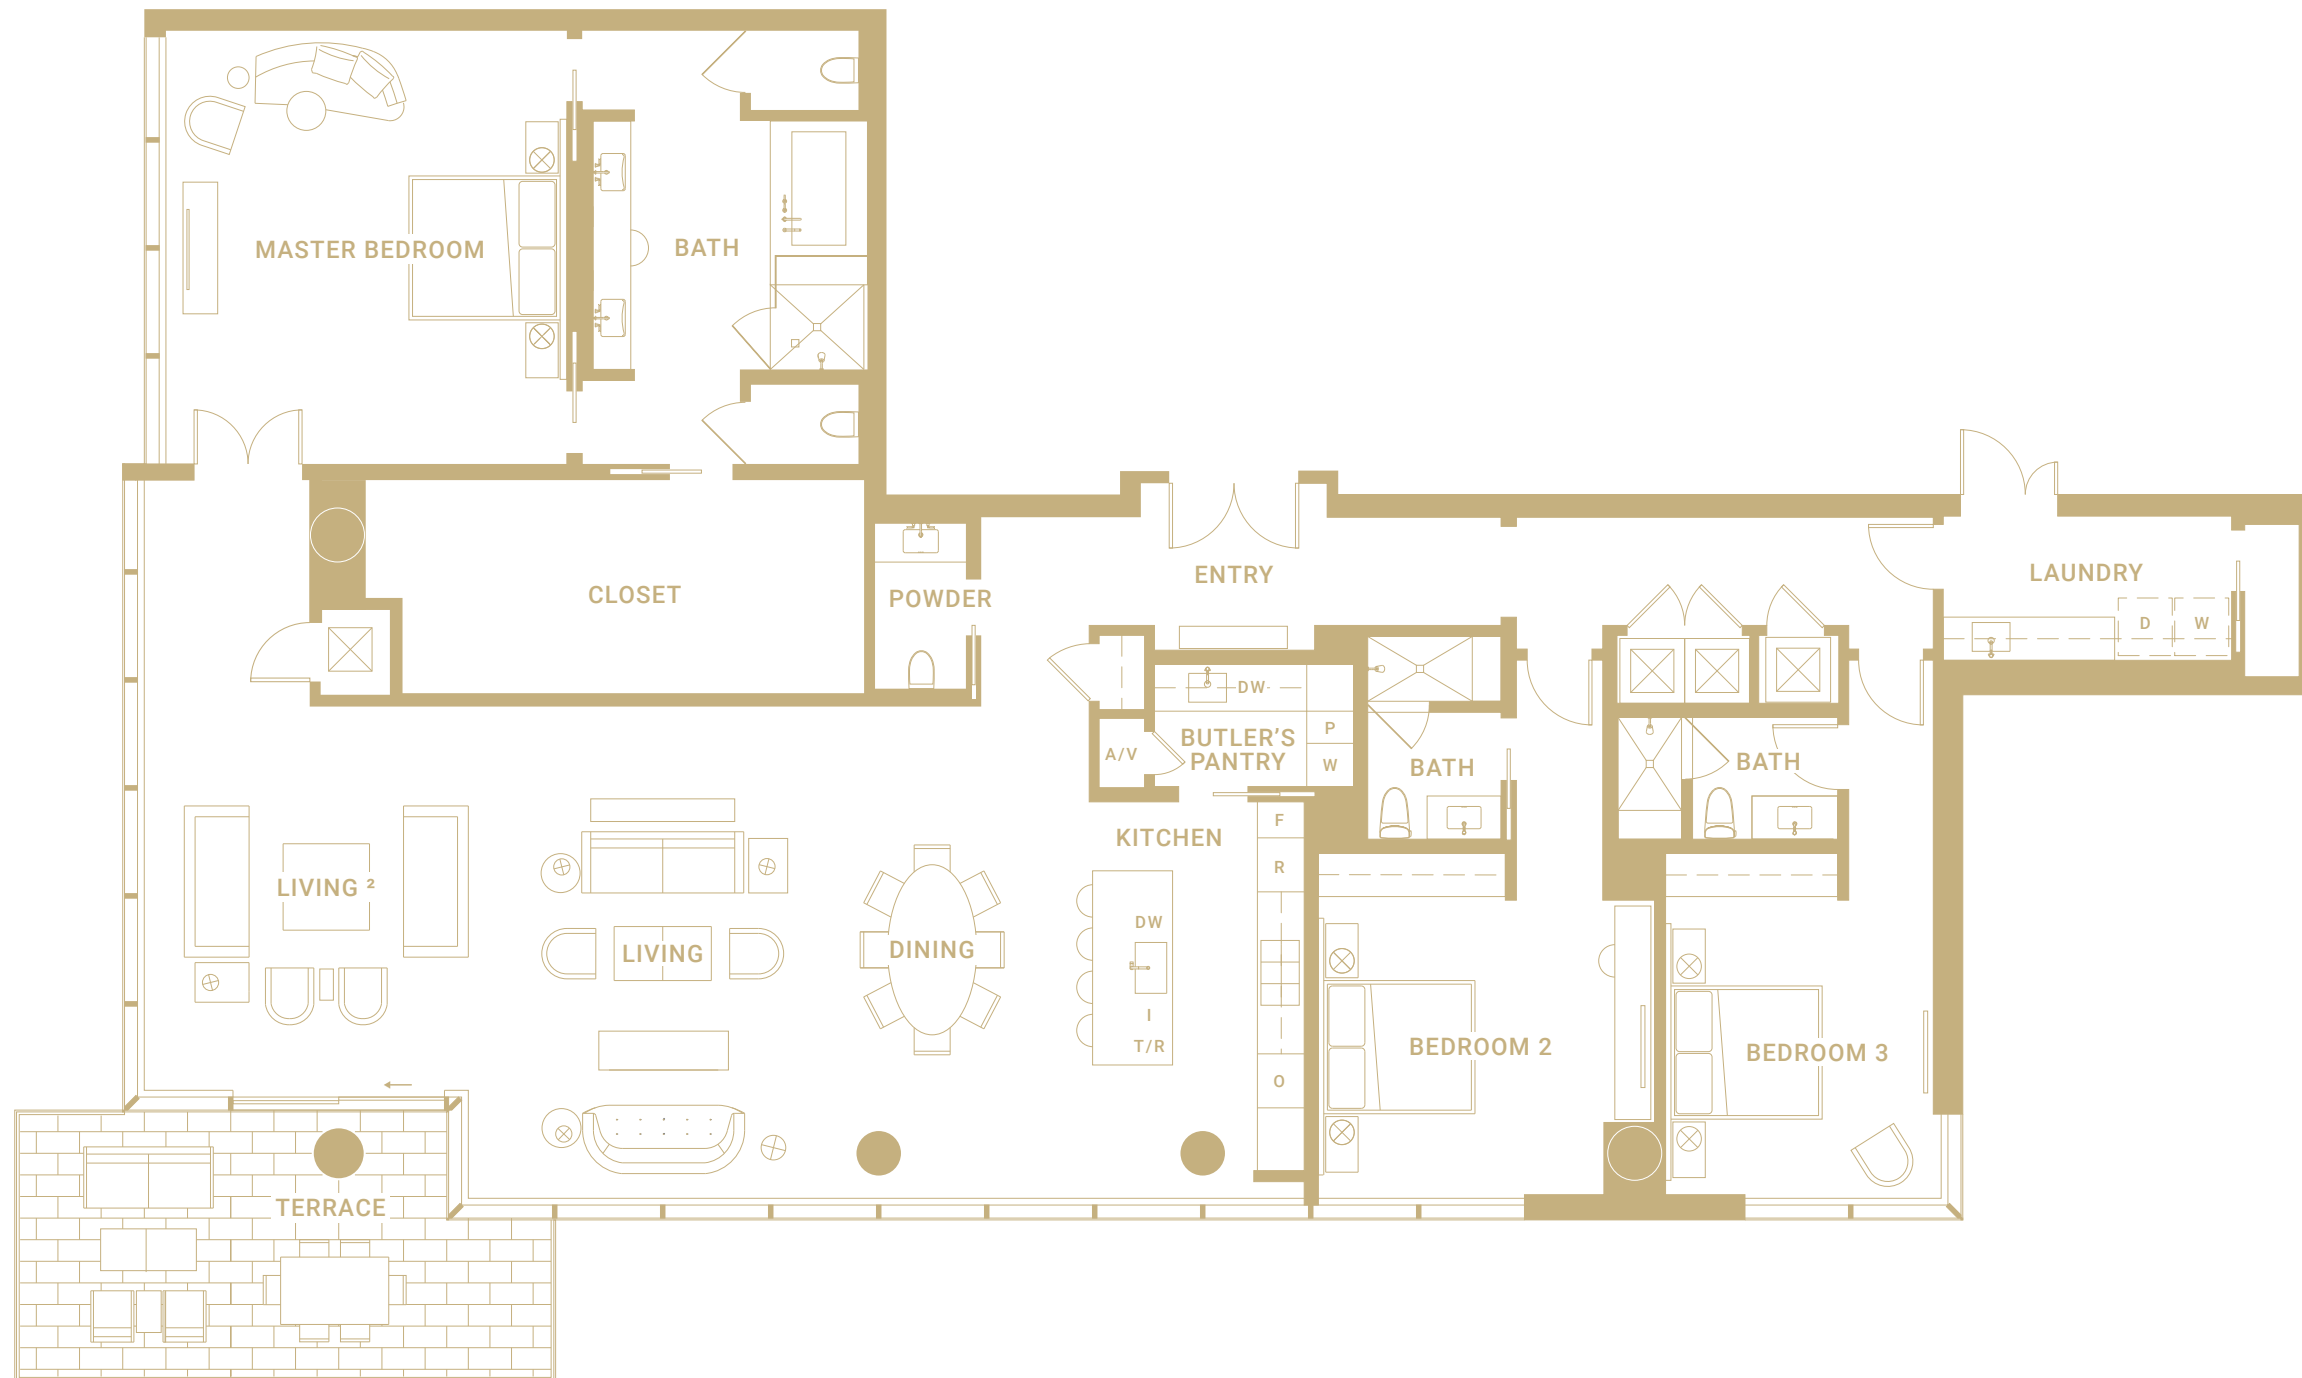 MASTER BEDROOM
BATH
CLOSET
POWDER
ENTRY
LAUNDRY
D
W
DW
P
W
A/V
BUTLER’S
PANTRY
BATH
BATH
KITCHEN
F
R
LIVING ²
LIVING
DINING
DW
I
T/R
O
BEDROOM 2
BEDROOM 3
TERRACE